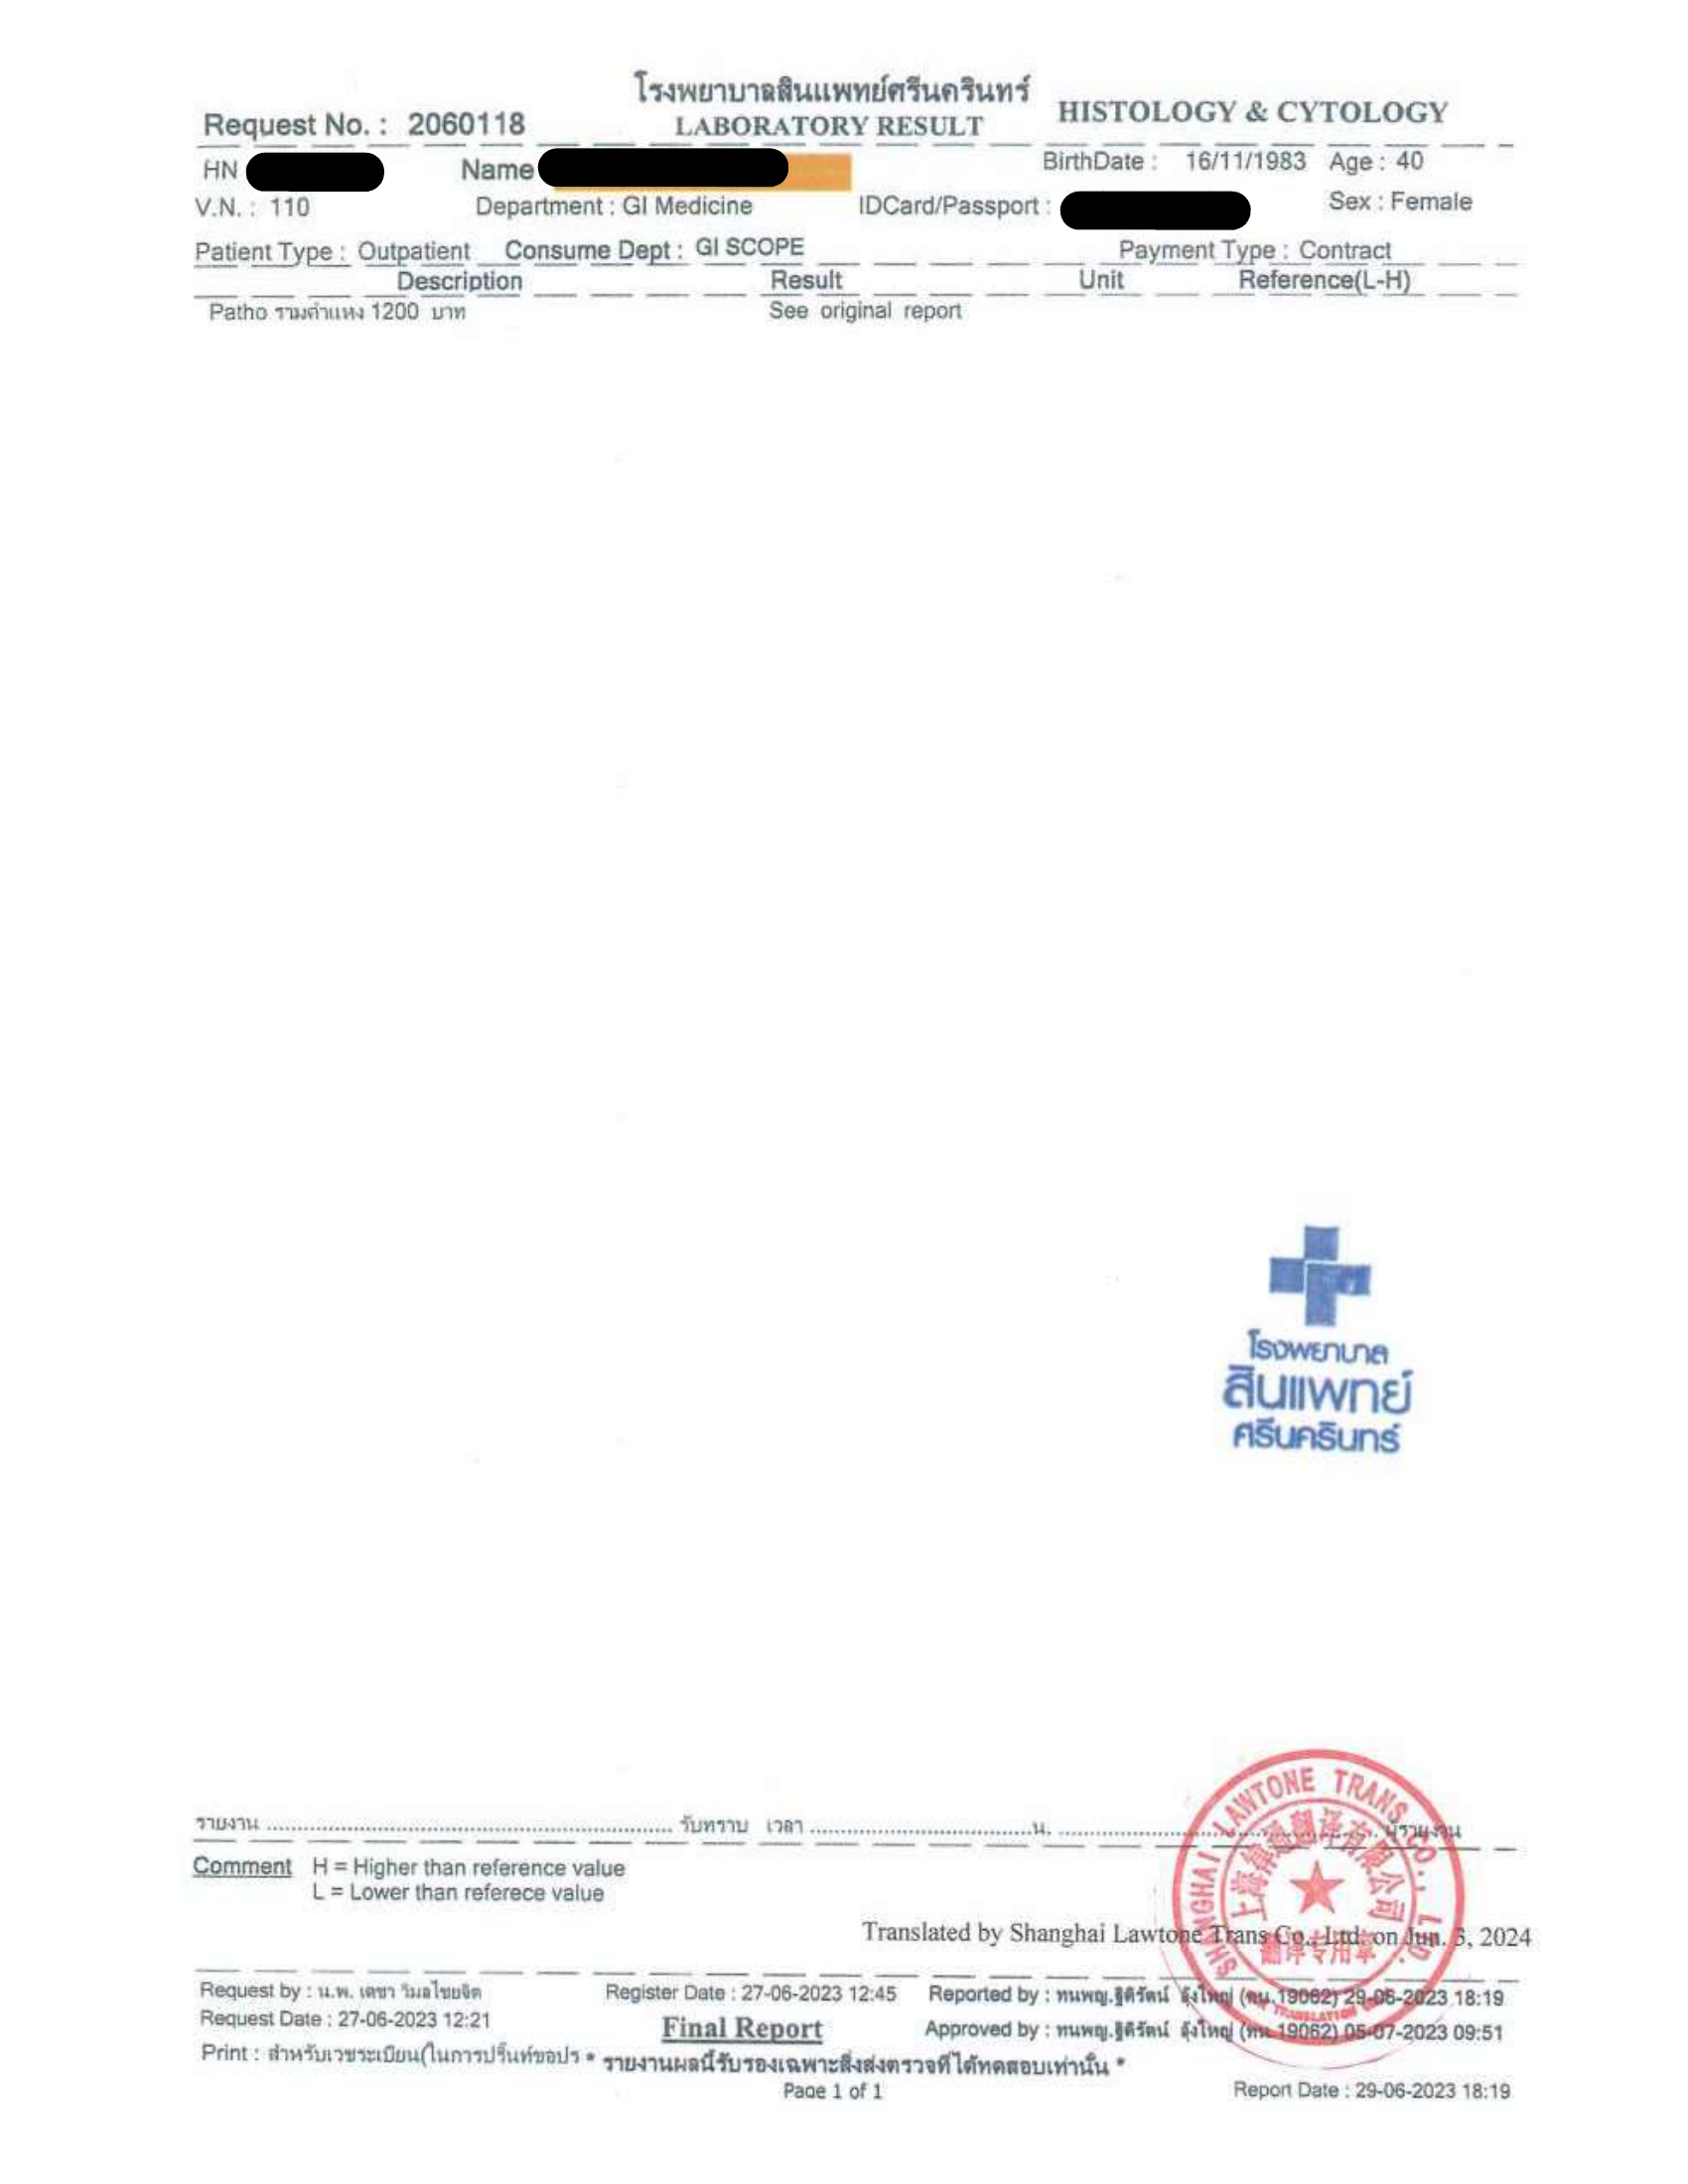 โรงพยาบาลสินแพทย์ศรีนครินทร์
Request No. : 2060118 LABORATORY RESULT HISTOLOGY & CYTOLOGY
HN Name BirthDate : 16/11/1983 Age : 40
V.N. : 110 Department : GI Medicine IDCard/Passport : Sex : Female
Patient Type : Outpatient Consume Dept : GI SCOPE Payment Type : Contract
Description Result Unit Reference(L-H)
Patho รามคำแหง 1200 บาท See original report
โรงพยาบาล
สินแพทย์
ศรีนครินทร์
รายงาน ........ รับทราบ เวลา ........ น. ........ ผู้รายงาน
Comment H = Higher than reference value
L = Lower than referece value
Translated by Shanghai Lawtone Trans Co., Ltd. on Jun. 3, 2024
SHANGHAI LAWTONE TRANS CO., LTD.
上海律通翻译有限公司
翻译专用章
Request by : น.พ. เดชา วิมลไชยจิต Register Date : 27-06-2023 12:45 Reported by : ทนพญ.ฐิติรัตน์ อุ้งใหญ่ (ทน.19062) 29-06-2023 18:19
Request Date : 27-06-2023 12:21 Final Report Approved by : ทนพญ.ฐิติรัตน์ อุ้งใหญ่ (ทน.19062) 05-07-2023 09:51
Print : สำหรับเวชระเบียน(ในการปริ้นท์ขอปร * รายงานผลนี้รับรองเฉพาะสิ่งส่งตรวจที่ได้ทดสอบเท่านั้น *
Page 1 of 1 Report Date : 29-06-2023 18:19